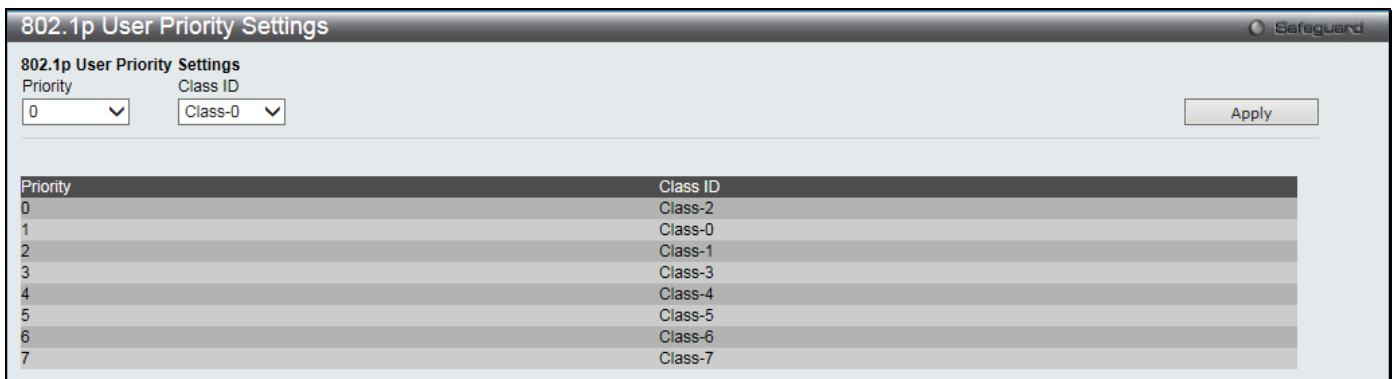 802.1p User Priority Settings
Safeguard
802.1p User Priority Settings
Priority Class ID
0 Class-0 Apply
Priority Class ID
0 Class-2
1 Class-0
2 Class-1
3 Class-3
4 Class-4
5 Class-5
6 Class-6
7 Class-7